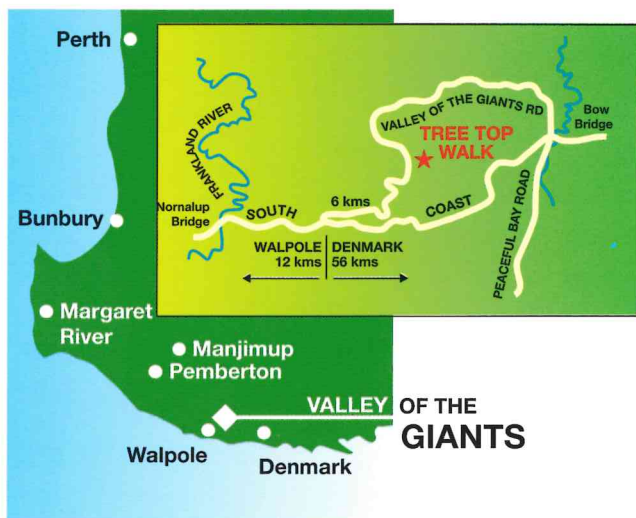 Perth
Bunbury
Margaret
River
Manjimup
Pemberton
Walpole
Denmark
VALLEY OF THE
GIANTS
FRANKLAND RIVER
Nornalup
Bridge
SOUTH
6 kms
COAST
WALPOLE
12 kms
DENMARK
56 kms
VALLEY OF THE GIANTS RD
TREE TOP
WALK
Bow
Bridge
PEACEFUL BAY ROAD